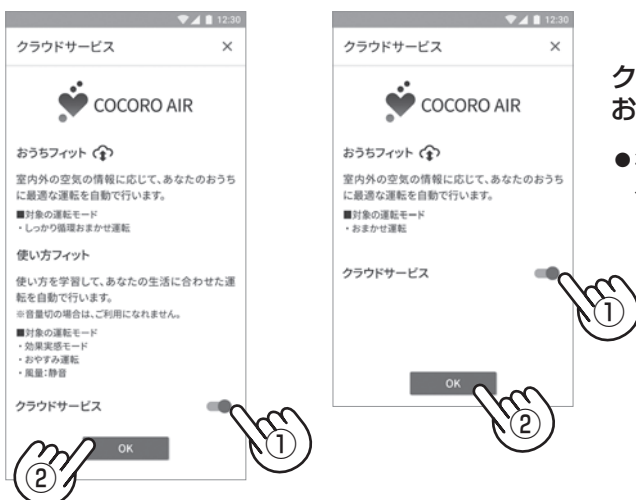 12:30
クラウドサービス ×
COCORO AIR
おうちフィット
室内外の空気の情報に応じて、あなたのおうち
に最適な運転を自動で行います。
■対象の運転モード
・しっかり循環おまかせ運転
使い方フィット
使い方を学習して、あなたの生活に合わせた運
転を自動で行います。
※音量切の場合は、ご利用になれません。
■対象の運転モード
・効果実感モード
・おやすみ運転
・風量:静音
クラウドサービス
①
OK
②
12:30
クラウドサービス ×
COCORO AIR
おうちフィット
室内外の空気の情報に応じて、あなたのおうち
に最適な運転を自動で行います。
■対象の運転モード
・おまかせ運転
クラウドサービス
①
OK
②
ク
お
●